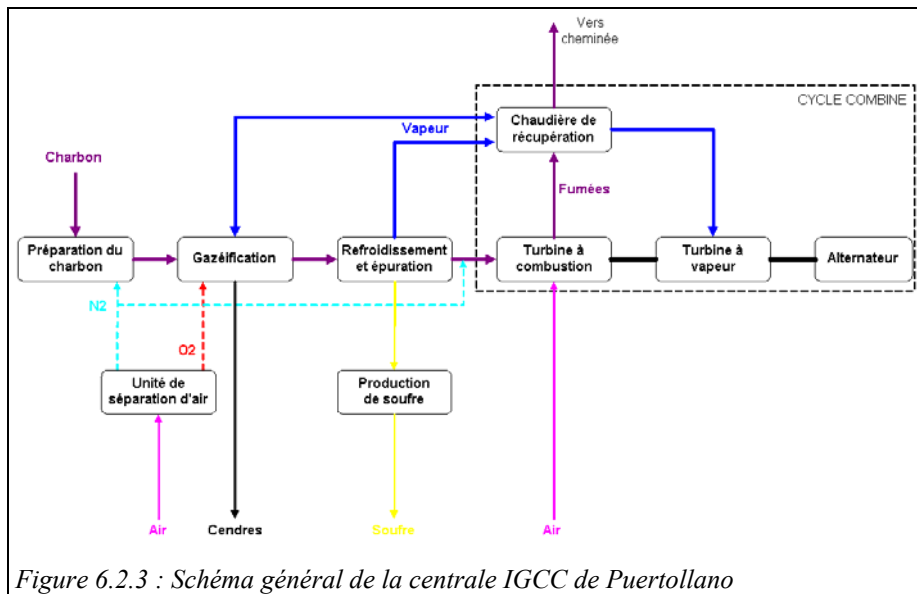 Vers
cheminée
CYCLE COMBINE
Chaudière de
récupération
Vapeur
Charbon
Fumées
Préparation du
charbon
Gazéification
Refroidissement
et épuration
Turbine à
combustion
Turbine à
vapeur
Alternateur
N2
O2
Unité de
séparation d'air
Production
de soufre
Air
Cendres
Soufre
Air
Figure 6.2.3 : Schéma général de la centrale IGCC de Puertollano